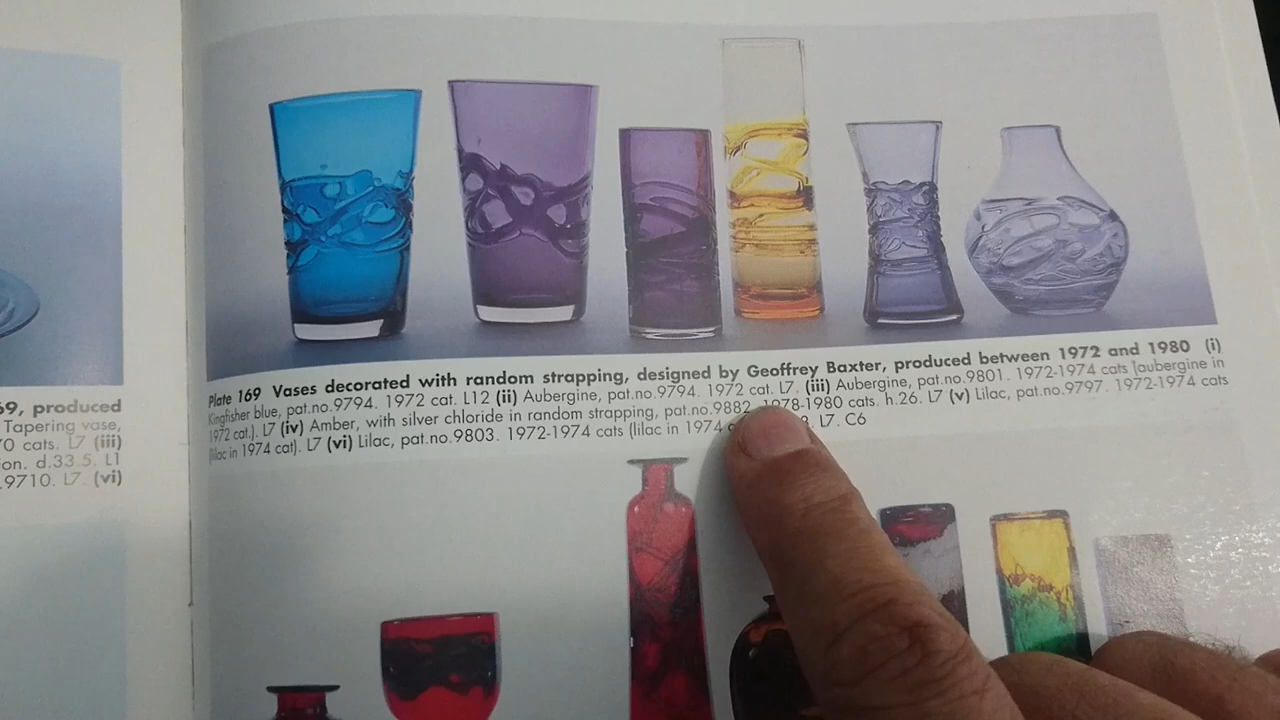 69, produced
Tapering vase,
70 cats. L7 (iii)
ion. d.33.5. L1
.9710. L7. (vi)
Plate 169 Vases decorated with random strapping, designed by Geoffrey Baxter, produced between 1972 and 1980 (i)
Kingfisher blue, pat.no.9794. 1972 cat. L12 (ii) Aubergine, pat.no.9794. 1972 cat. L7. (iii) Aubergine, pat.no.9801. 1972-1974 cats (aubergine in
1972 cat.). L7 (iv) Amber, with silver chloride in random strapping, pat.no.9882. 1978-1980 cats. h.26. L7 (v) Lilac, pat.no.9797. 1972-1974 cats
(lilac in 1974 cat). L7 (vi) Lilac, pat.no.9803. 1972-1974 cats (lilac in 1974 L7. C6